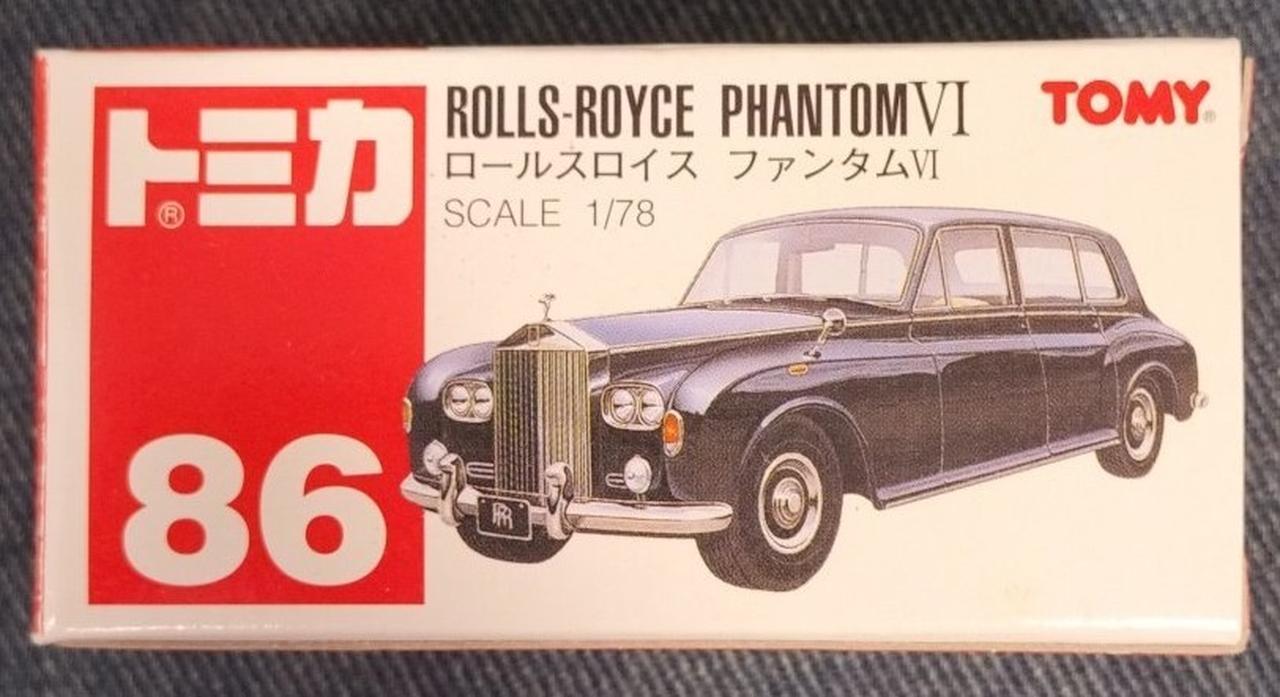 トミカ®
86
ROLLS-ROYCE PHANTOM VI
ロールスロイス ファンタムVI
SCALE 1/78
TOMY®
RR